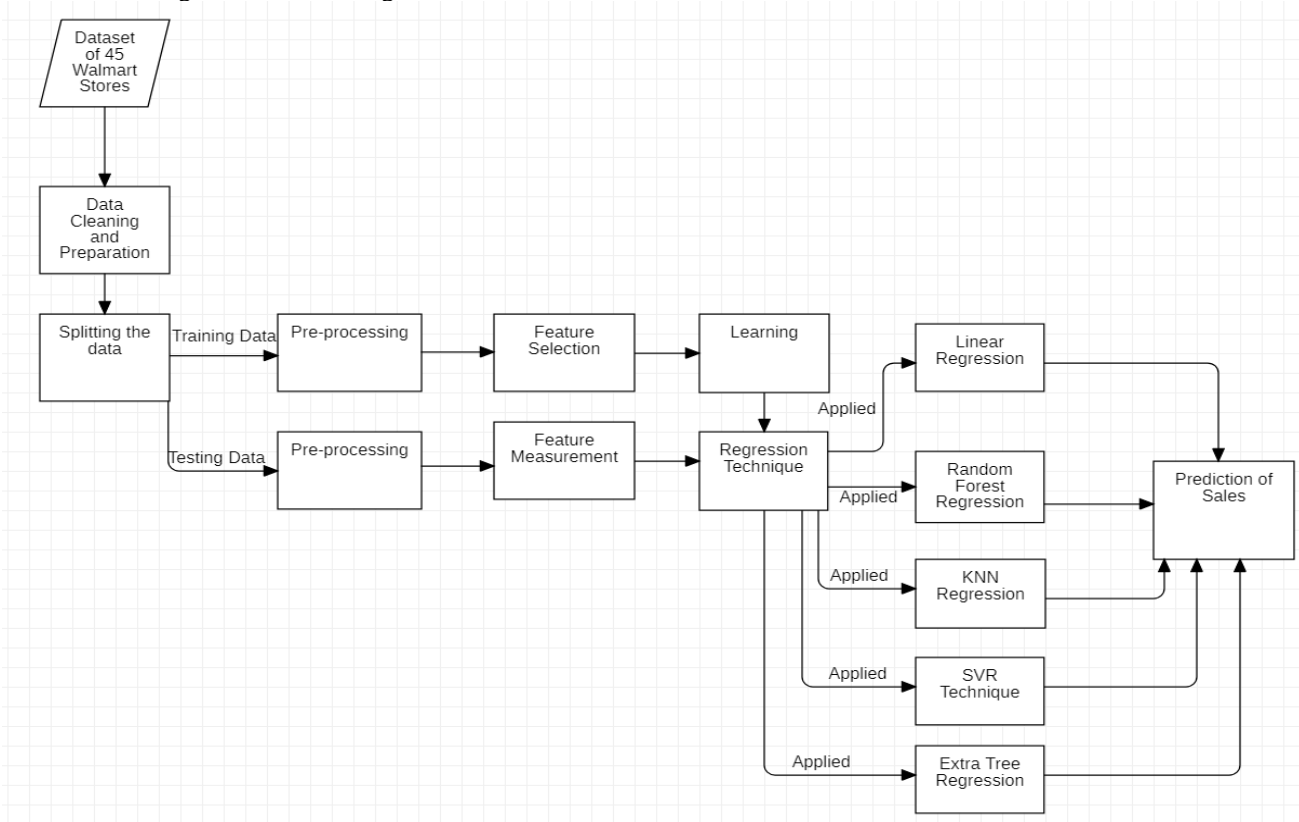 Dataset
of 45
Walmart
Stores
Data
Cleaning
and
Preparation
Splitting the
data
Training Data
Testing Data
Pre-processing
Feature
Selection
Learning
Pre-processing
Feature
Measurement
Regression
Technique
Applied
Applied
Applied
Applied
Applied
Linear
Regression
Random
Forest
Regression
KNN
Regression
SVR
Technique
Extra Tree
Regression
Prediction of
Sales